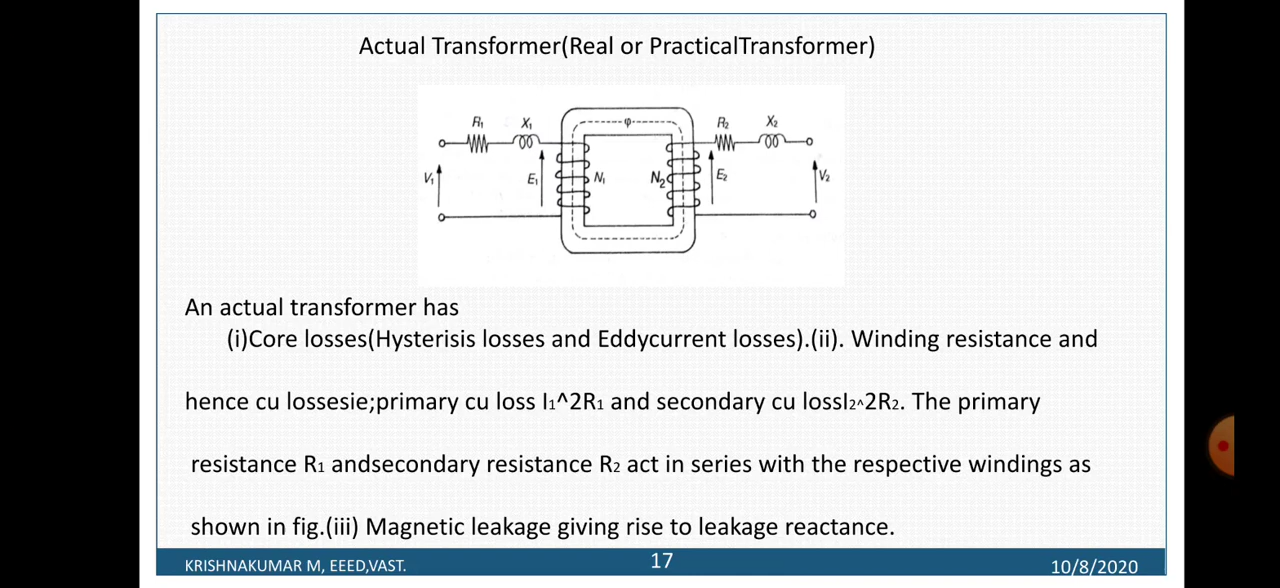 Actual Transformer(Real or PracticalTransformer)
R₁ X₁ φ R₂ X₂
V₁ E₁ N₁ N₂ E₂ V₂
An actual transformer has
(i)Core losses(Hysterisis losses and Eddycurrent losses).(ii). Winding resistance and
hence cu lossesie;primary cu loss I₁^2R₁ and secondary cu lossI₂^2R₂. The primary
resistance R₁ andsecondary resistance R₂ act in series with the respective windings as
shown in fig.(iii) Magnetic leakage giving rise to leakage reactance.
KRISHNAKUMAR M, EEED,VAST. 17 10/8/2020